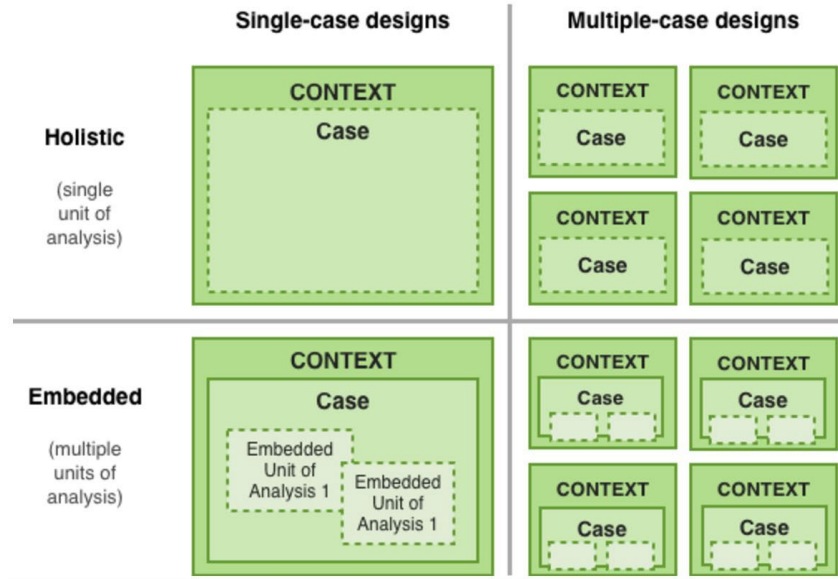 Single-case designs
Multiple-case designs
Holistic
(single
unit of
analysis)
CONTEXT
Case
CONTEXT
Case
CONTEXT
Case
CONTEXT
Case
CONTEXT
Case
Embedded
(multiple
units of
analysis)
CONTEXT
Case
Embedded
Unit of
Analysis 1
Embedded
Unit of
Analysis 1
CONTEXT
Case
CONTEXT
Case
CONTEXT
Case
CONTEXT
Case